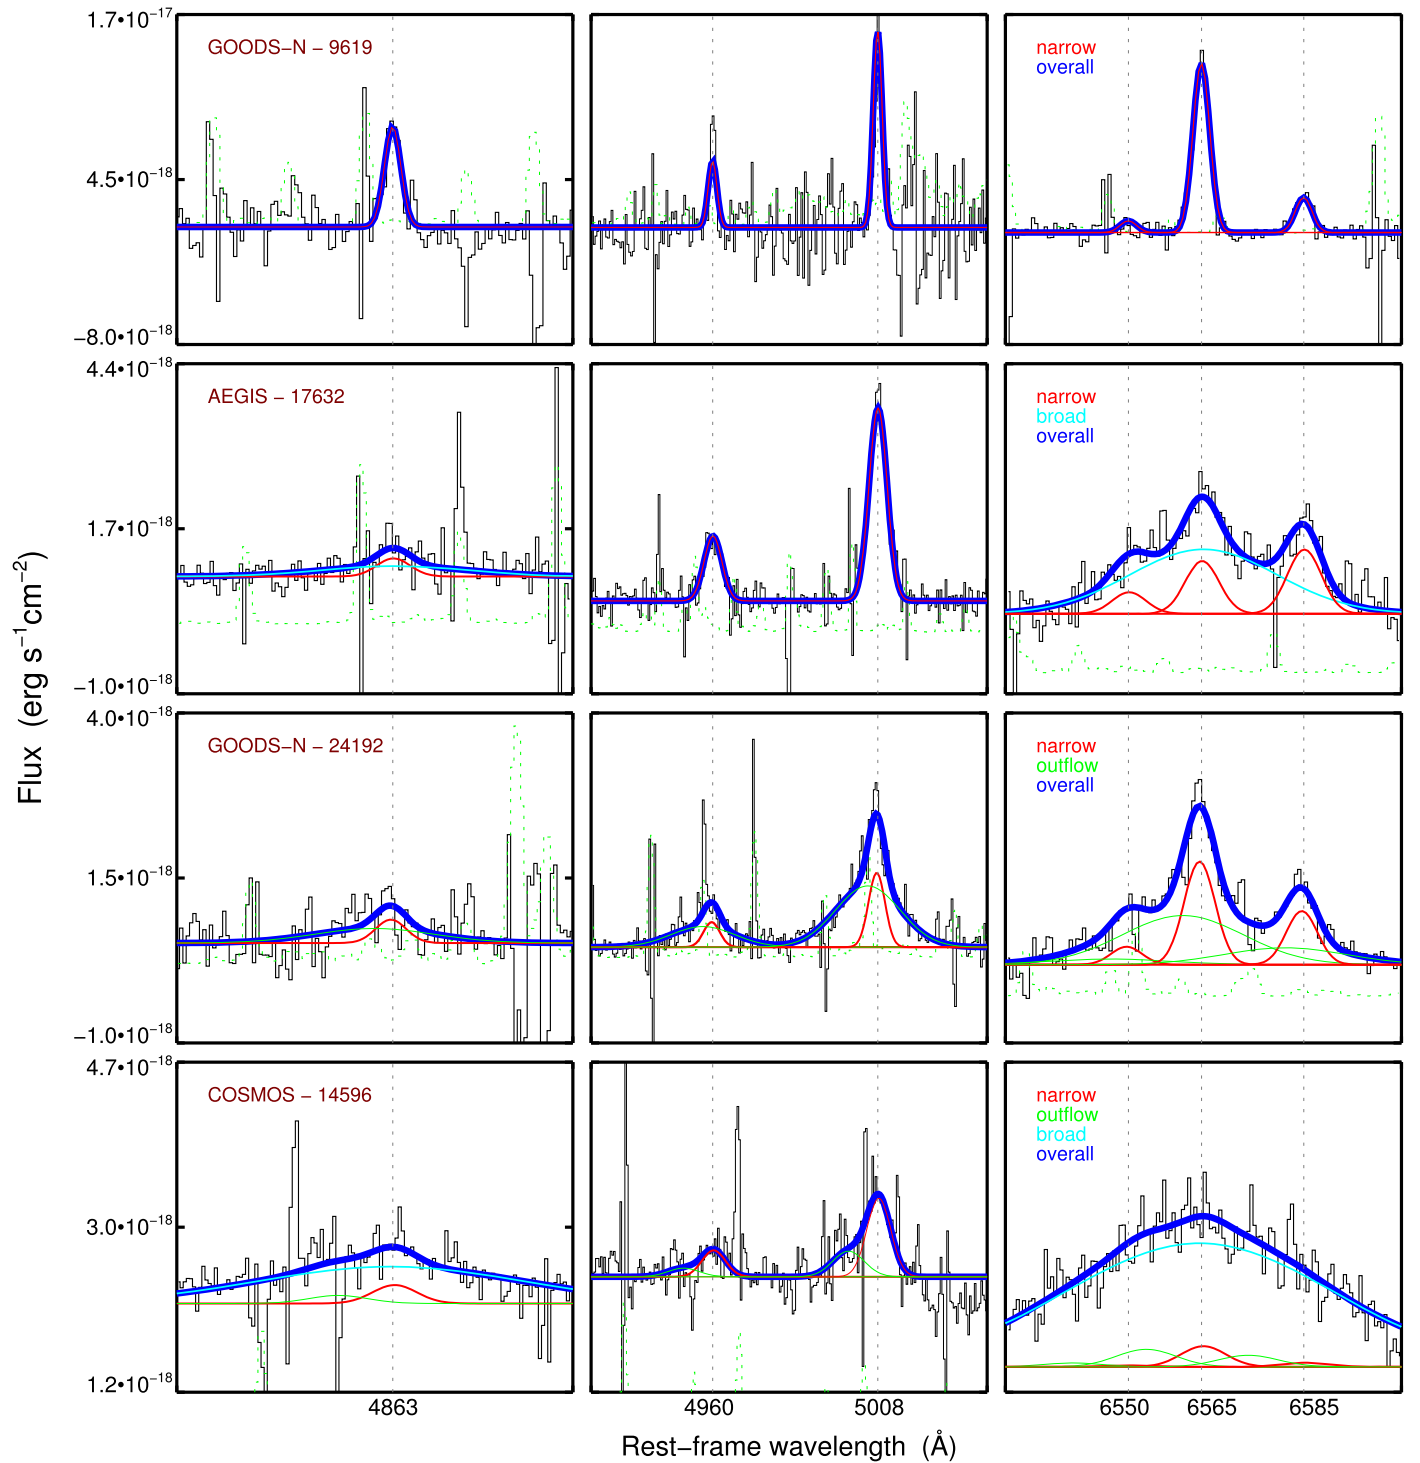 1.7•10⁻¹⁷
GOODS−N − 9619
narrow
overall
4.5•10⁻¹⁸
−8.0•10⁻¹⁸
4.4•10⁻¹⁸
AEGIS − 17632
narrow
broad
overall
1.7•10⁻¹⁸
−1.0•10⁻¹⁸
Flux (erg s⁻¹cm⁻²)
4.0•10⁻¹⁸
GOODS−N − 24192
narrow
outflow
overall
1.5•10⁻¹⁸
−1.0•10⁻¹⁸
4.7•10⁻¹⁸
COSMOS − 14596
narrow
outflow
broad
overall
3.0•10⁻¹⁸
1.2•10⁻¹⁸
4863
4960 5008
6550 6565 6585
Rest−frame wavelength (Å)